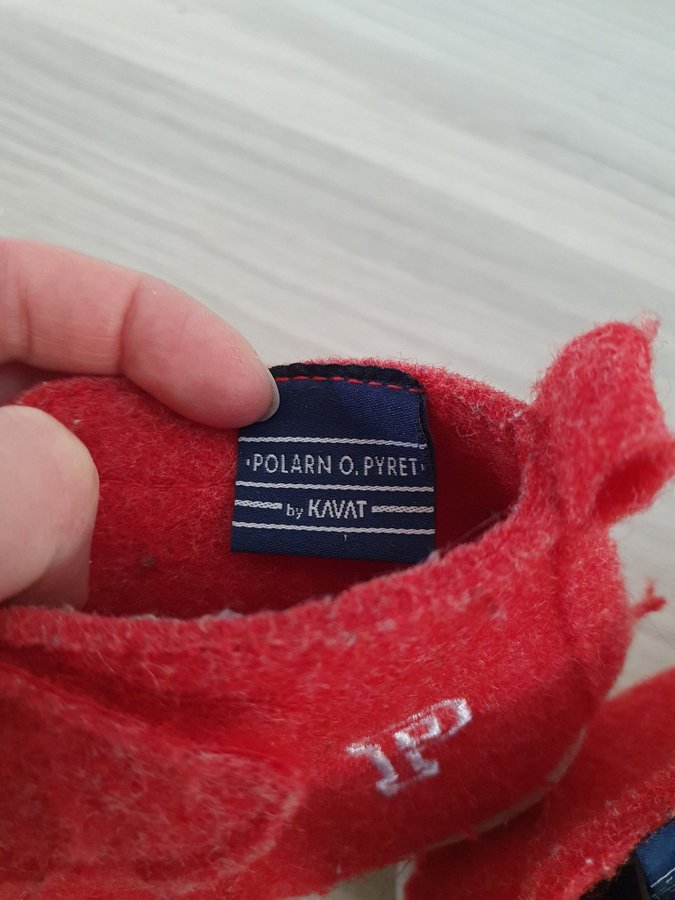 ·POLARN O. PYRET·
by KAVAT
P